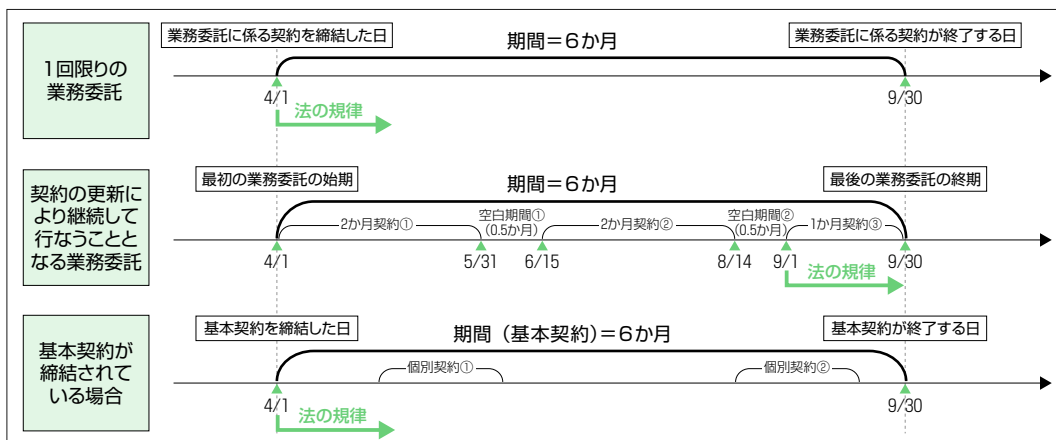 1回限りの
業務委託
業務委託に係る契約を締結した日
期間＝6か月
業務委託に係る契約が終了する日
4/1
9/30
法の規律
契約の更新に
より継続して
行なうことと
なる業務委託
最初の業務委託の始期
期間＝6か月
最後の業務委託の終期
2か月契約①
空白期間①
（0.5か月）
2か月契約②
空白期間②
（0.5か月）
1か月契約③
4/1
5/31
6/15
8/14
9/1
9/30
法の規律
基本契約が
締結されて
いる場合
基本契約を締結した日
期間（基本契約）＝6か月
基本契約が終了する日
個別契約①
個別契約②
4/1
9/30
法の規律